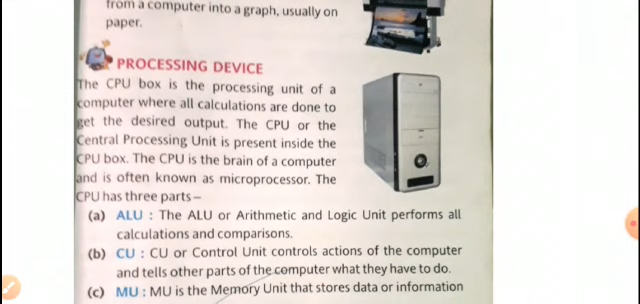 from a computer into a graph, usually on
paper.
PROCESSING DEVICE
The CPU box is the processing unit of a
computer where all calculations are done to
get the desired output. The CPU or the
Central Processing Unit is present inside the
CPU box. The CPU is the brain of a computer
and is often known as microprocessor. The
CPU has three parts –
(a) ALU : The ALU or Arithmetic and Logic Unit performs all
calculations and comparisons.
(b) CU : CU or Control Unit controls actions of the computer
and tells other parts of the computer what they have to do.
(c) MU : MU is the Memory Unit that stores data or information